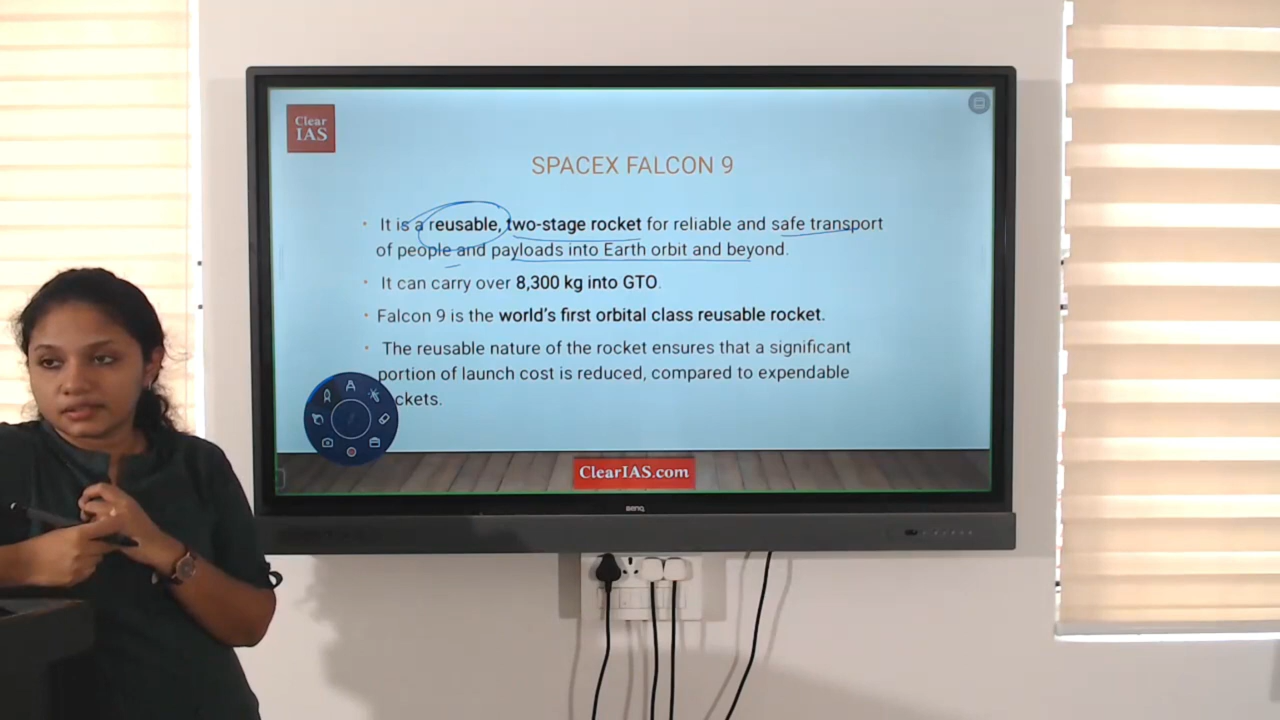 Clear
IAS
SPACEX FALCON 9
• It is a reusable, two-stage rocket for reliable and safe transport
of people and payloads into Earth orbit and beyond.
• It can carry over 8,300 kg into GTO.
• Falcon 9 is the world's first orbital class reusable rocket.
• The reusable nature of the rocket ensures that a significant
portion of launch cost is reduced, compared to expendable
ckets.
ClearIAS.com
BenQ